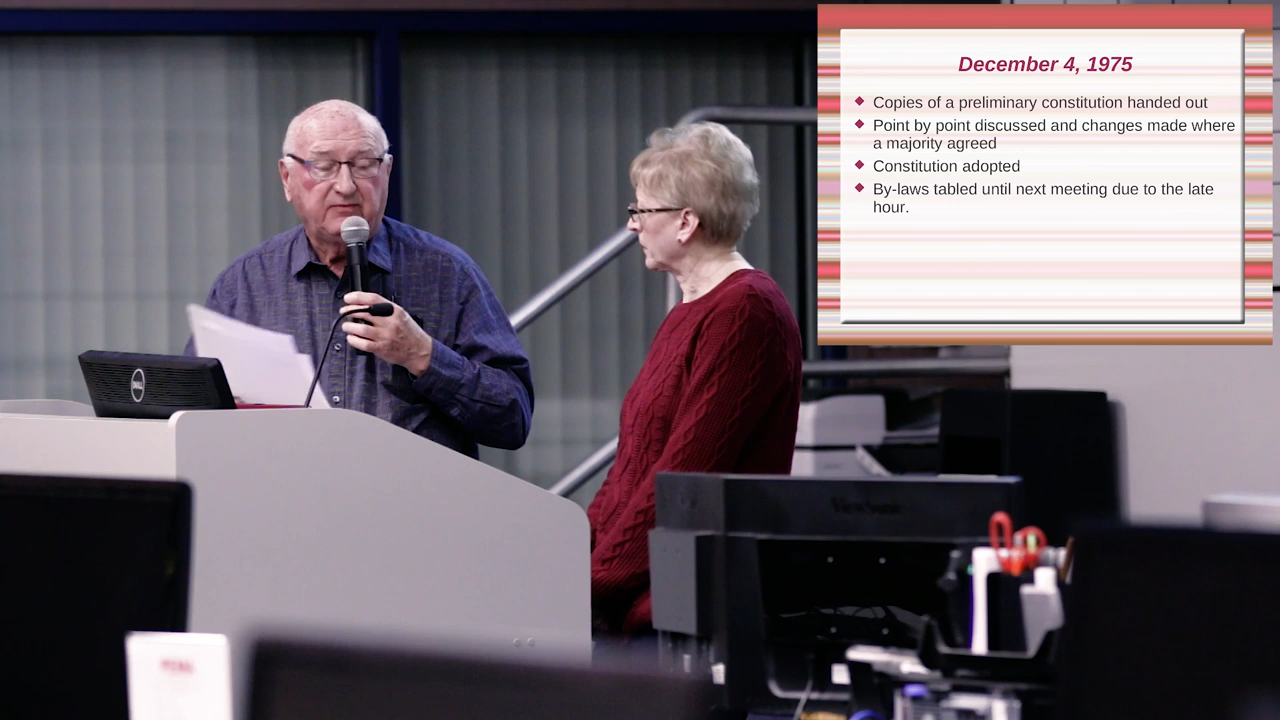 December 4, 1975
Copies of a preliminary constitution handed out
Point by point discussed and changes made where
a majority agreed
Constitution adopted
By-laws tabled until next meeting due to the late
hour.
DELL
ViewSonic